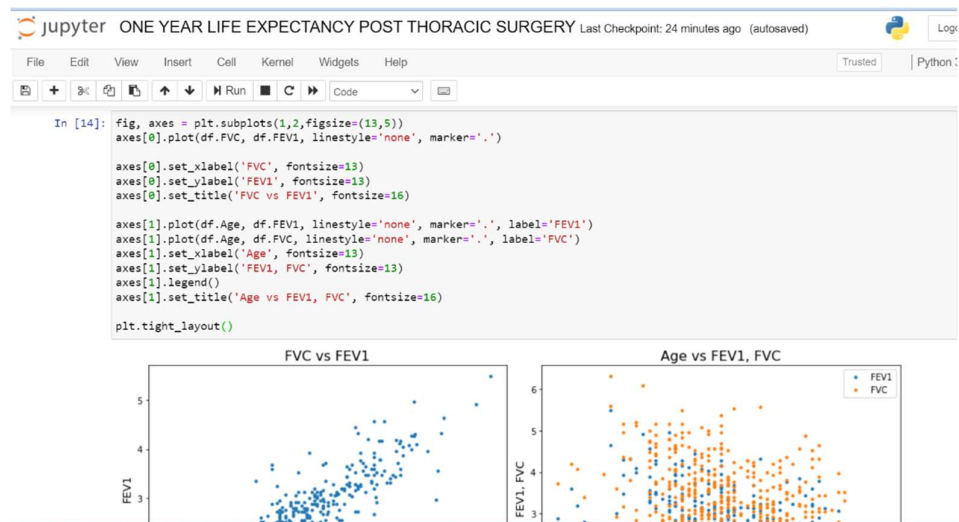 jupyter ONE YEAR LIFE EXPECTANCY POST THORACIC SURGERY Last Checkpoint: 24 minutes ago (autosaved)
File Edit View Insert Cell Kernel Widgets Help Trusted Python 3
Run Code
In [14]: fig, axes = plt.subplots(1,2,figsize=(13,5))
axes[0].plot(df.FVC, df.FEV1, linestyle='none', marker='.')
axes[0].set_xlabel('FVC', fontsize=13)
axes[0].set_ylabel('FEV1', fontsize=13)
axes[0].set_title('FVC vs FEV1', fontsize=16)
axes[1].plot(df.Age, df.FEV1, linestyle='none', marker='.', label='FEV1')
axes[1].plot(df.Age, df.FVC, linestyle='none', marker='.', label='FVC')
axes[1].set_xlabel('Age', fontsize=13)
axes[1].set_ylabel('FEV1, FVC', fontsize=13)
axes[1].legend()
axes[1].set_title('Age vs FEV1, FVC', fontsize=16)
plt.tight_layout()
FVC vs FEV1
5
4
3
FEV1
Age vs FEV1, FVC
FEV1
FVC
6
5
4
3
FEV1, FVC